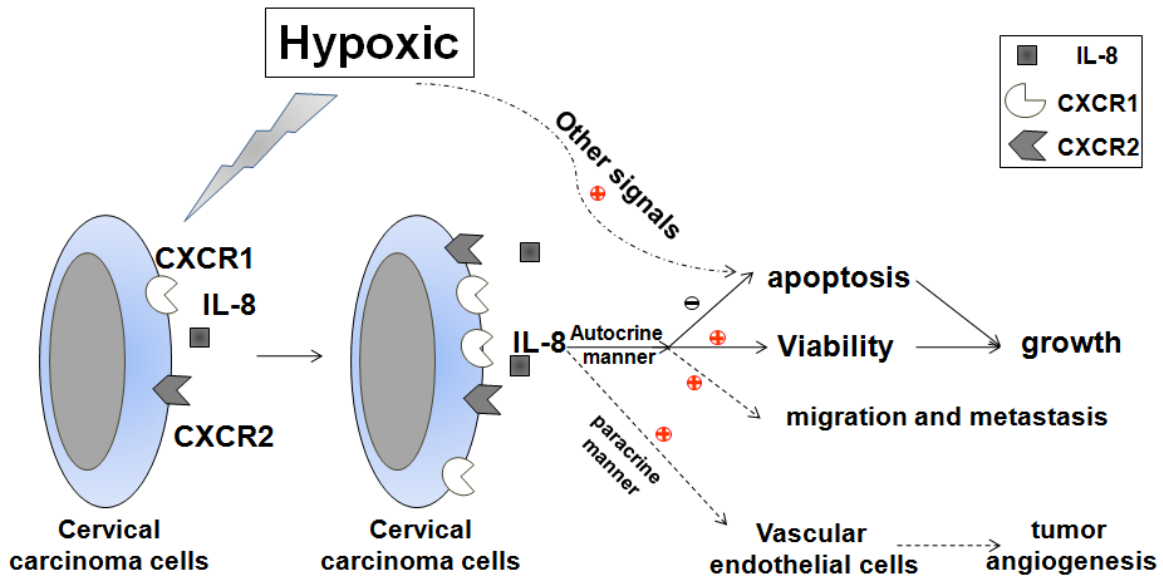 Hypoxic
IL-8
CXCR1
CXCR2
Other signals
CXCR1
IL-8
CXCR2
IL-8
Autocrine
manner
apoptosis
Viability
growth
migration and metastasis
paracrine
manner
Cervical
carcinoma cells
Cervical
carcinoma cells
Vascular
endothelial cells
tumor
angiogenesis